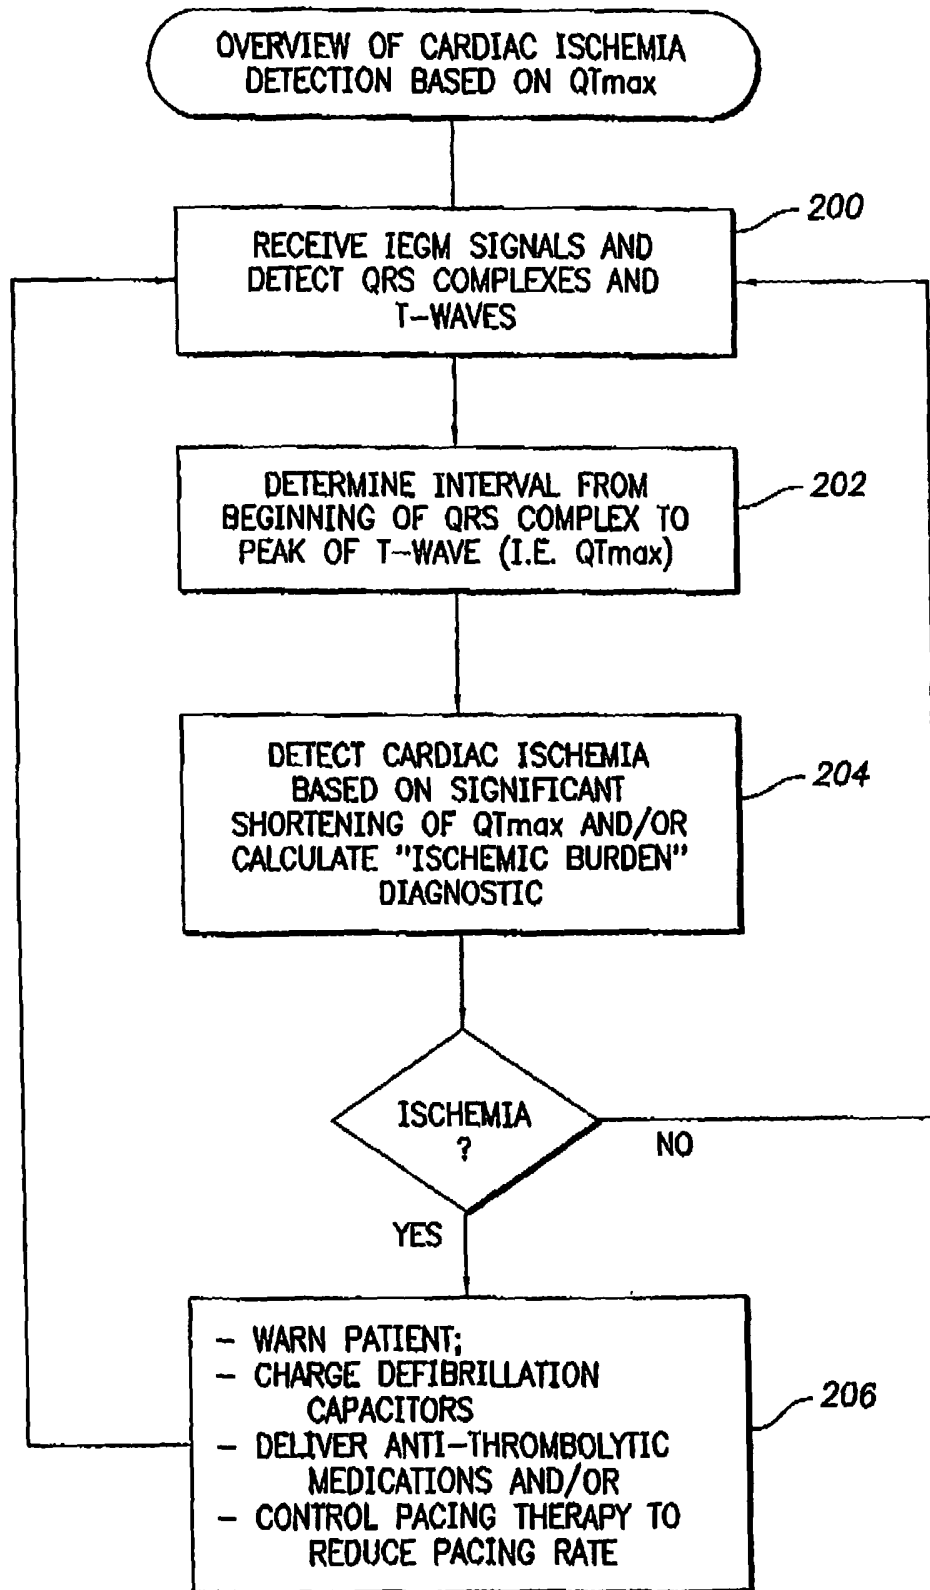 OVERVIEW OF CARDIAC ISCHEMIA
DETECTION BASED ON QTmax
200
RECEIVE IEGM SIGNALS AND
DETECT QRS COMPLEXES AND
T-WAVES
202
DETERMINE INTERVAL FROM
BEGINNING OF QRS COMPLEX TO
PEAK OF T-WAVE (I.E. QTmax)
204
DETECT CARDIAC ISCHEMIA
BASED ON SIGNIFICANT
SHORTENING OF QTmax AND/OR
CALCULATE "ISCHEMIC BURDEN"
DIAGNOSTIC
ISCHEMIA
?
NO
YES
206
- WARN PATIENT;
- CHARGE DEFIBRILLATION
CAPACITORS
- DELIVER ANTI-THROMBOLYTIC
MEDICATIONS AND/OR
- CONTROL PACING THERAPY TO
REDUCE PACING RATE